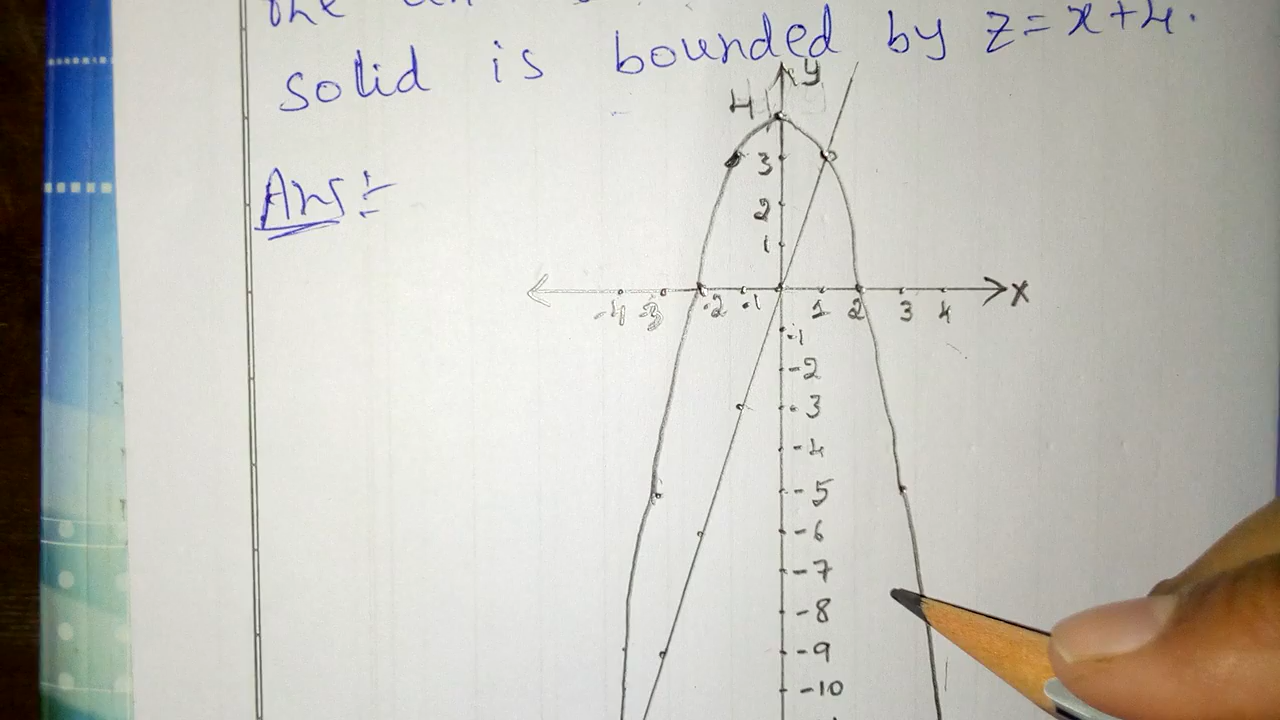 the
solid is bounded by z = x+4.
Ans:-
y
4
3
2
1
-4 -3 -2 -1 1 2 3 4 x
-1
-2
-3
-4
-5
-6
-7
-8
-9
-10